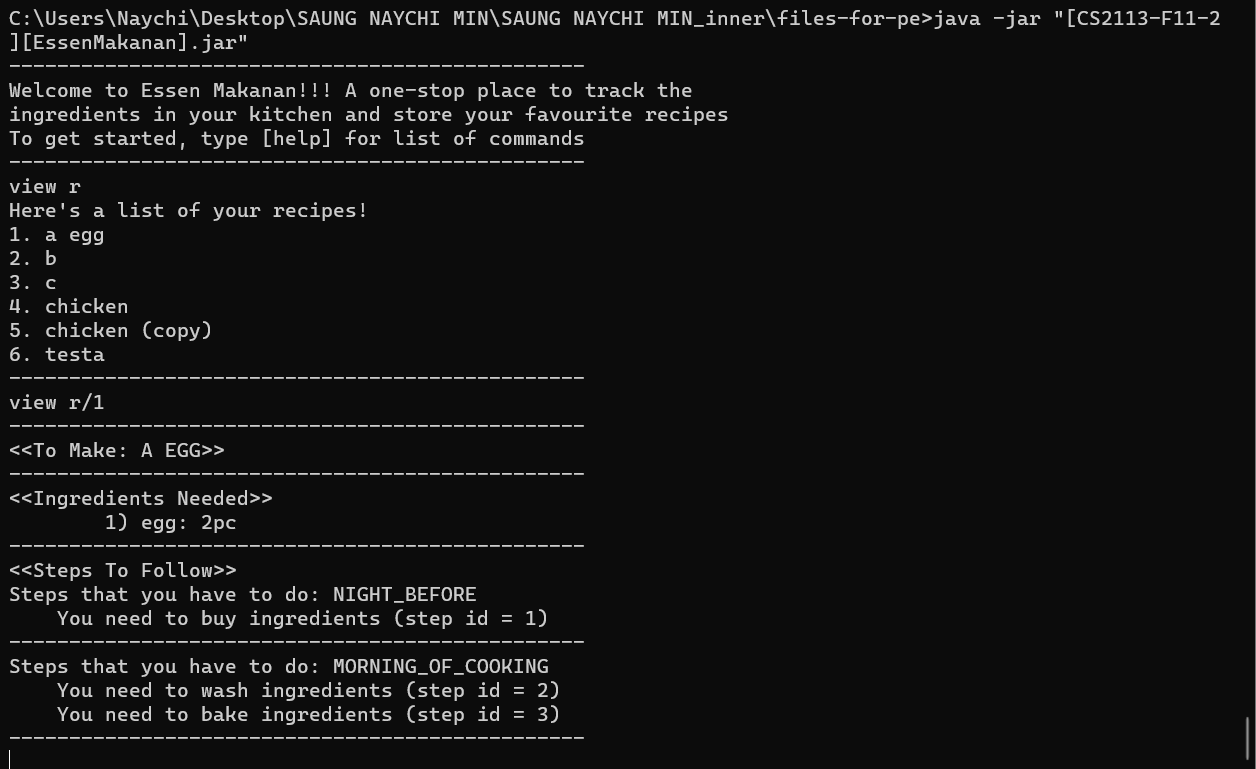 C:\Users\Naychi\Desktop\SAUNG NAYCHI MIN\SAUNG NAYCHI MIN_inner\files-for-pe>java -jar "[CS2113-F11-2
][EssenMakanan].jar"
------------------------------------------------
Welcome to Essen Makanan!!! A one-stop place to track the
ingredients in your kitchen and store your favourite recipes
To get started, type [help] for list of commands
------------------------------------------------
view r
Here's a list of your recipes!
1. a egg
2. b
3. c
4. chicken
5. chicken (copy)
6. testa
------------------------------------------------
view r/1
------------------------------------------------
<<To Make: A EGG>>
------------------------------------------------
<<Ingredients Needed>>
        1) egg: 2pc
------------------------------------------------
<<Steps To Follow>>
Steps that you have to do: NIGHT_BEFORE
    You need to buy ingredients (step id = 1)
------------------------------------------------
Steps that you have to do: MORNING_OF_COOKING
    You need to wash ingredients (step id = 2)
    You need to bake ingredients (step id = 3)
------------------------------------------------